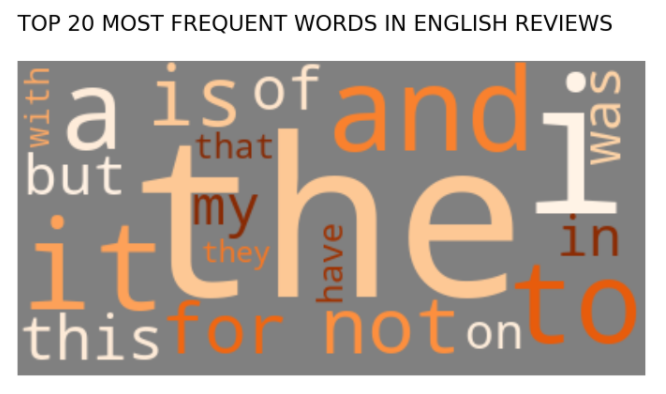 TOP 20 MOST FREQUENT WORDS IN ENGLISH REVIEWS
with
a
is
of
and
i
was
but
that
the
my
they
have
in
it
to
this
for
not
on